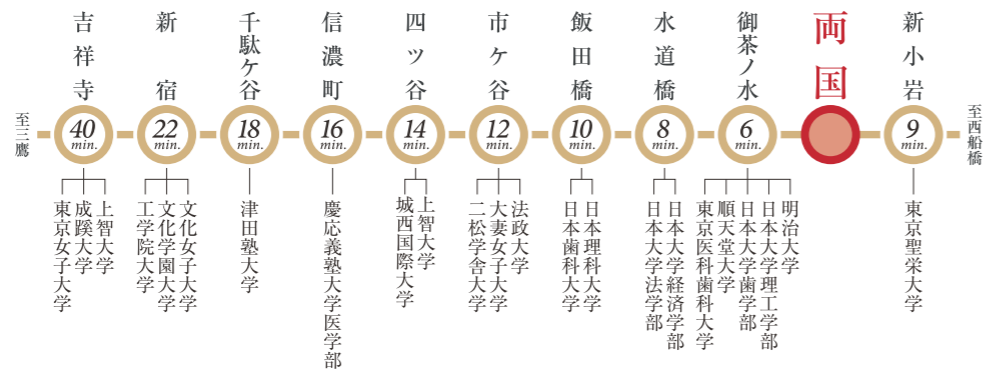 至三鷹
吉祥寺
40
min.
上智大学
成蹊大学
東京女子大学
新宿
22
min.
文化女子大学
文化学園大学
工学院大学
千駄ケ谷
18
min.
津田塾大学
信濃町
16
min.
慶応義塾大学医学部
四ツ谷
14
min.
上智大学
城西国際大学
市ケ谷
12
min.
法政大学
大妻女子大学
二松学舎大学
飯田橋
10
min.
日本理科大学
日本歯科大学
水道橋
8
min.
日本大学経済学部
日本大学法学部
御茶ノ水
6
min.
明治大学
日本大学理工学部
日本大学歯学部
順天堂大学
東京医科歯科大学
両国
新小岩
9
min.
東京聖栄大学
至西船橋